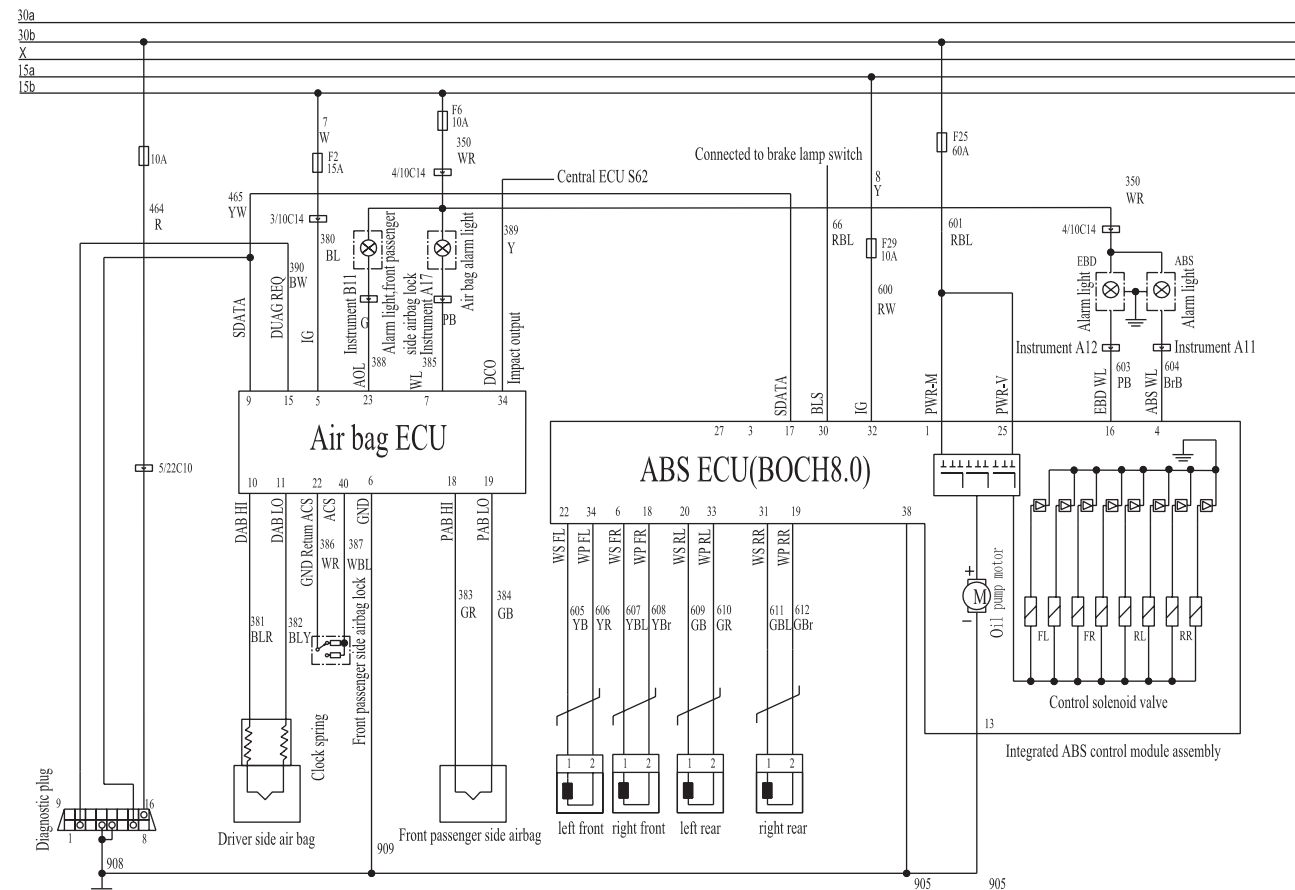 30a
30b
X
15a
15b
10A
464
R
5/22C10
7
W
F2
15A
3/10C14
380
BL
F6
10A
350
WR
4/10C14
Central ECU S62
465
YW
390
BW
SDATA
DUAG REQ
IG
Instrument B11
Alarm light,front passenger
side airbag lock
Instrument A17
Air bag alarm light
G
PB
AOL
388
WL
385
389
Y
DCO
Impact output
9
15
5
23
7
34
Air bag ECU
10
11
22
40
6
18
19
DAB HI
DAB LO
GND Retum ACS
ACS
GND
PAB HI
PAB LO
386
WR
387
WBL
381
BLR
382
BLY
383
GR
384
GB
Front passenger side airbag lock
Clock spring
Driver side air bag
Front passenger side airbag
Diagnostic plug
9
16
1
8
908
909
Connected to brake lamp switch
8
Y
66
RBL
F29
10A
600
RW
F25
60A
601
RBL
350
WR
4/10C14
EBD
ABS
Alarm light
Alarm light
Instrument A12
Instrument A11
603
PB
604
BrB
SDATA
BLS
IG
PWR-M
PWR-V
EBD WL
ABS WL
27
3
17
30
32
1
25
16
4
ABS ECU(BOCH8.0)
22
34
6
18
20
33
31
19
38
WS FL
WP FL
WS FR
WP FR
WS RL
WP RL
WS RR
WP RR
605
YB
606
YR
607
YBL
608
YBr
609
GB
610
GR
611
GBL
612
GBr
1
2
1
2
1
2
1
2
left front
right front
left rear
right rear
+
M
−
Oil pump motor
FL
FR
RL
RR
Control solenoid valve
13
Integrated ABS control module assembly
905
905